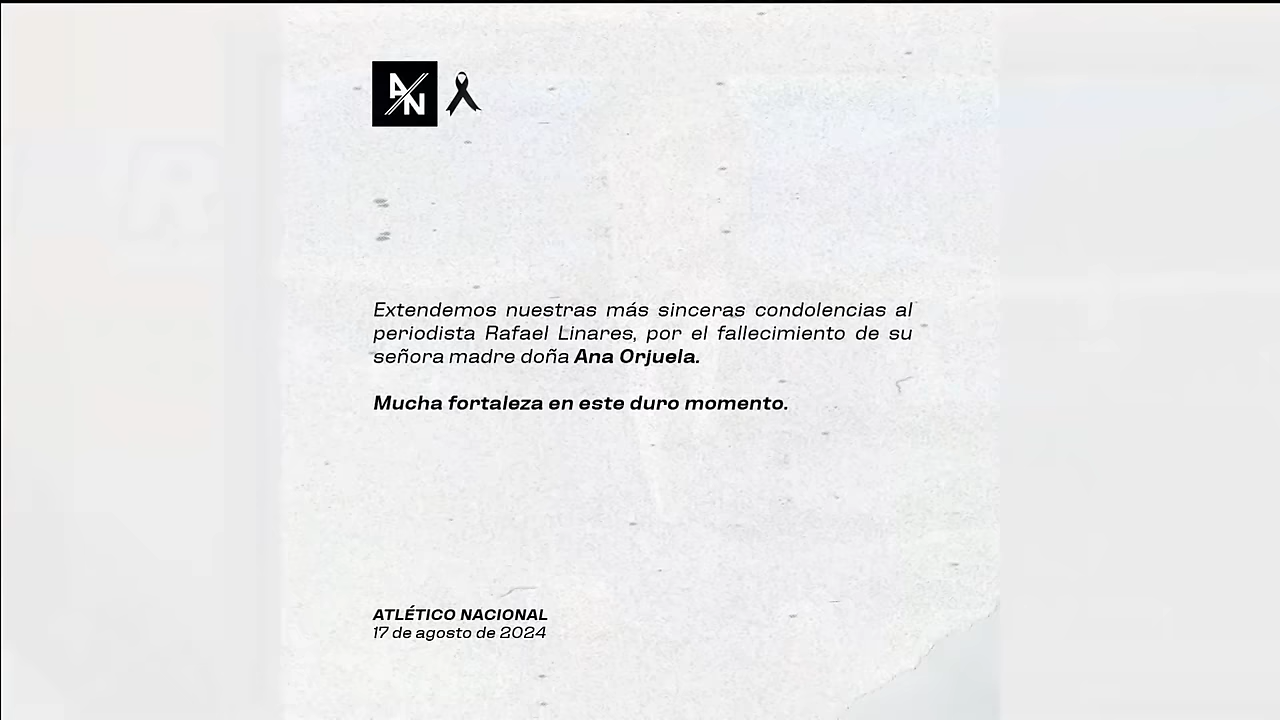 AN
Extendemos nuestras más sinceras condolencias al
periodista Rafael Linares, por el fallecimiento de su
señora madre doña Ana Orjuela.
Mucha fortaleza en este duro momento.
ATLÉTICO NACIONAL
17 de agosto de 2024